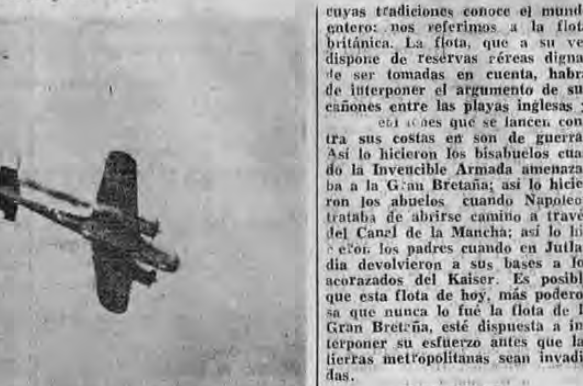 cuyas tradiciones conoce el mund
entero: nos referimos a la flot
británica. La flota, que a su ve
dispone de reservas réreas digna
de ser tomadas en cuenta, habr
de interponer el argumento de su
cañones entre las playas inglesas
que se lancen con
tra sus costas en son de guerra
Así lo hicieron los bisabuelos cua
do la Invencible Armada amenaza
ba a la Gran Bretaña; así lo hicie
ron los abuelos cuando Napoleo
trataba de abrirse camino a trave
del Canal de la Mancha; así lo hi
los padres cuando en Jutla
dia devolvieron a sus bases a lo
acorazados del Kaiser. Es posibl
que esta flota de hoy, más podero
sa que nunca lo fué la flota de l
Gran Bretaña, esté dispuesta a in
terponer su esfuerzo antes que la
tierras metropolitanas sean invadi
das.